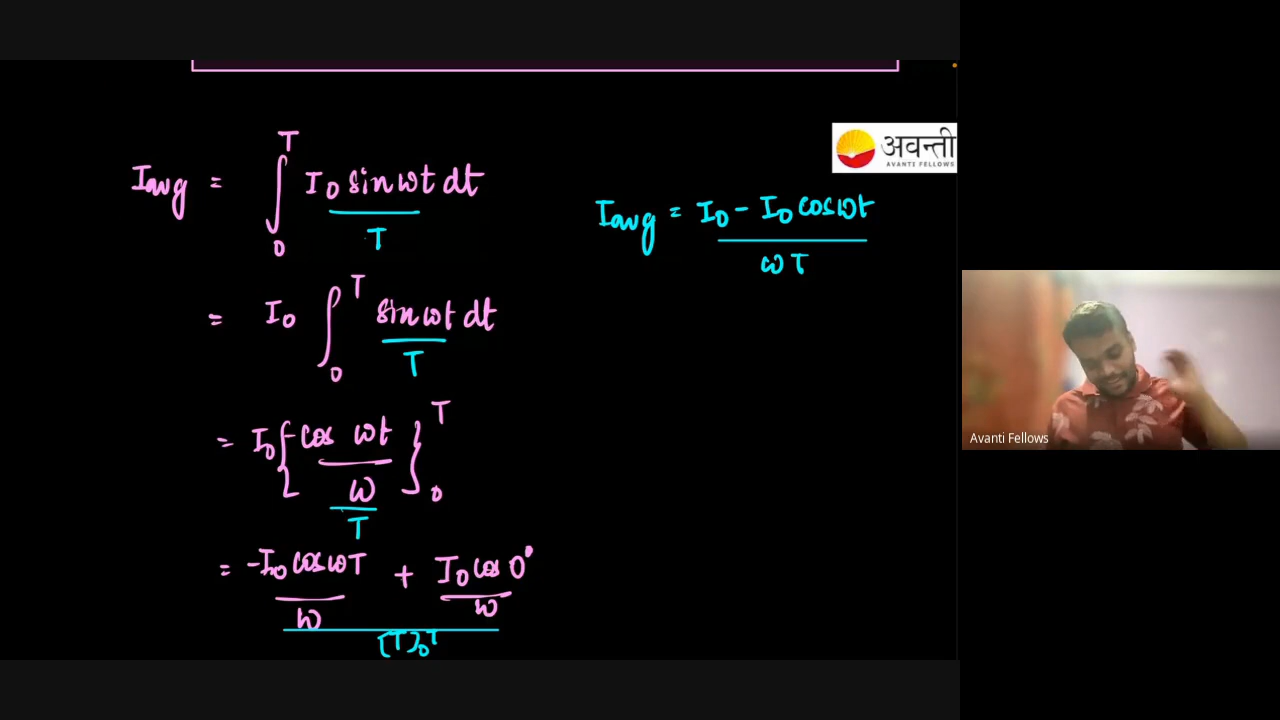 Iavg = ∫₀ᵀ I₀ sin ωt dt / T
= I₀ ∫₀ᵀ sin ωt dt / T
= I₀ { -cos ωt / ω / T }₀ᵀ
= -I₀ cos ωT / ω + I₀ cos 0° / ω
[T]₀ᵀ
अवन्ती
AVANTI FELLOWS
Iavg = I₀ - I₀ cos ωt / ωT
Avanti Fellows